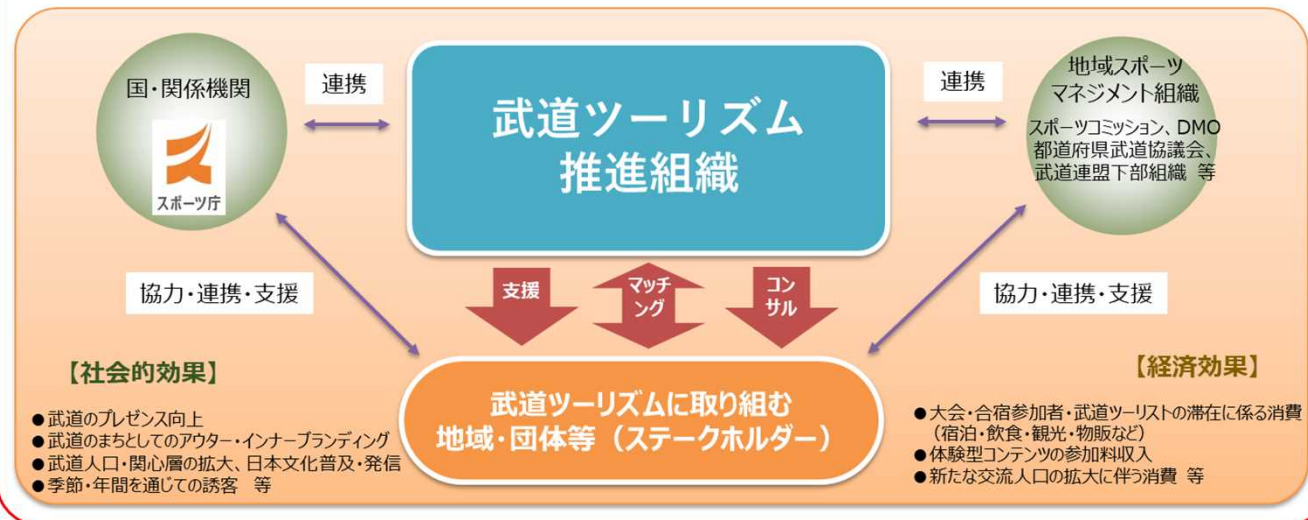 国・関係機関
スポーツ庁
連携
武道ツーリズム
推進組織
連携
地域スポーツ
マネジメント組織
スポーツコミッション、DMO
都道府県武道協議会、
武道連盟下部組織 等
協力・連携・支援
支援
マッチ
ング
コン
サル
協力・連携・支援
武道ツーリズムに取り組む
地域・団体等（ステークホルダー）
【社会的効果】
●武道のプレゼンス向上
●武道のまちとしてのアウター・インナーブランディング
●武道人口・関心層の拡大、日本文化普及・発信
●季節・年間を通じての誘客 等
【経済効果】
●大会・合宿参加者・武道ツーリストの滞在に係る消費
（宿泊・飲食・観光・物販など）
●体験型コンテンツの参加料収入
●新たな交流人口の拡大に伴う消費 等